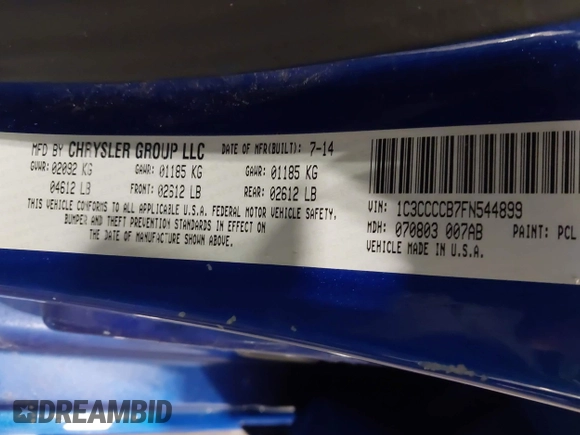 MFD BY CHRYSLER GROUP LLC DATE OF MFR(BUILT): 7-14
GVWR: 02092 KG GAWR: 01185 KG GAWR: 01185 KG
04612 LB FRONT: 02612 LB REAR: 02612 LB
THIS VEHICLE CONFORMS TO ALL APPLICABLE U.S.A. FEDERAL MOTOR VEHICLE SAFETY,
BUMPER AND THEFT PREVENTION STANDARDS IN EFFECT ON
THE DATE OF MANUFACTURE SHOWN ABOVE.
VIN: 1C3CCCCB7FN544899
MDH: 070803 007AB PAINT: PCL
VEHICLE MADE IN U.S.A.
DREAMBID